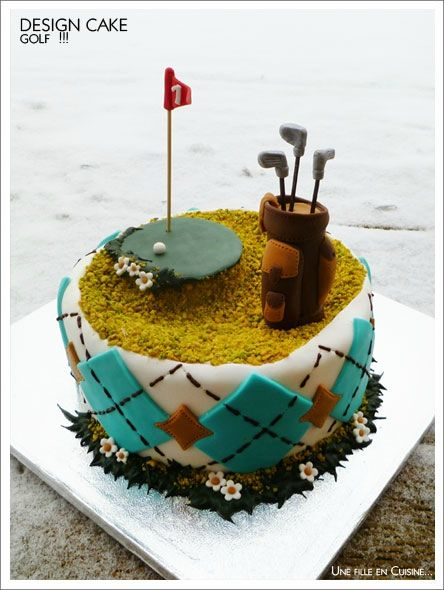 DESIGN CAKE
GOLF !!!
1
UNE FILLE EN CUISINE...